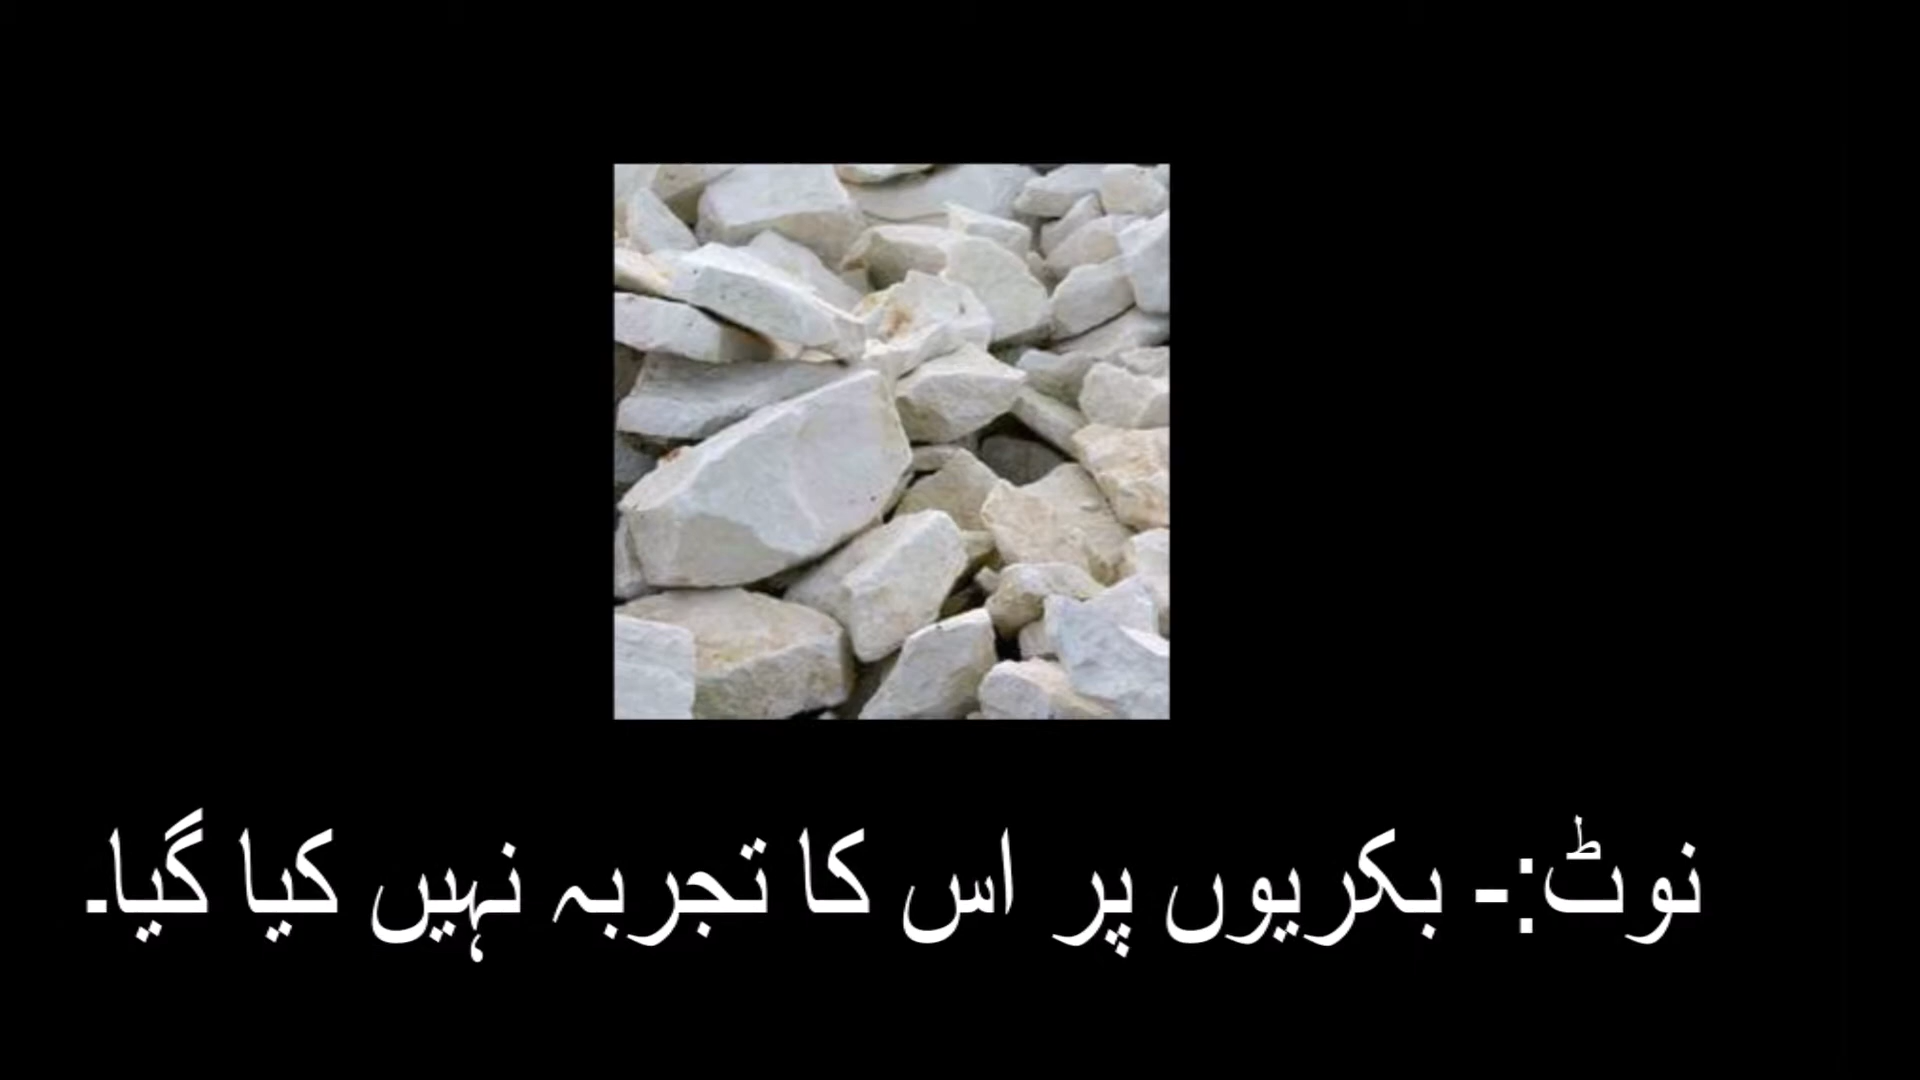 نوٹ:- بکریوں پر اس کا تجربہ نہیں کیا گیا۔